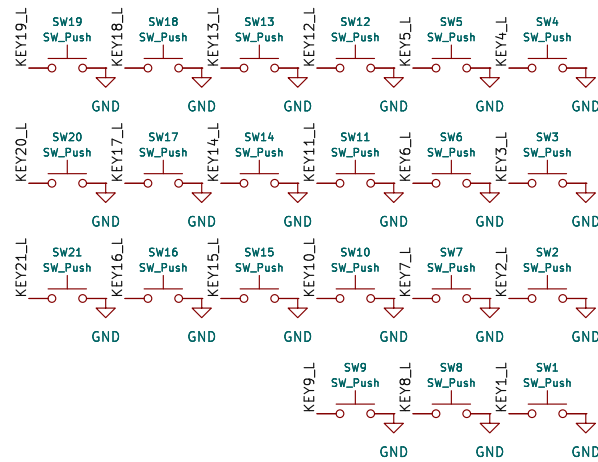 KEY19_L
SW19
SW_Push
GND
KEY18_L
SW18
SW_Push
GND
KEY13_L
SW13
SW_Push
GND
KEY12_L
SW12
SW_Push
GND
KEY5_L
SW5
SW_Push
GND
KEY4_L
SW4
SW_Push
GND
KEY20_L
SW20
SW_Push
GND
KEY17_L
SW17
SW_Push
GND
KEY14_L
SW14
SW_Push
GND
KEY11_L
SW11
SW_Push
GND
KEY6_L
SW6
SW_Push
GND
KEY3_L
SW3
SW_Push
GND
KEY21_L
SW21
SW_Push
GND
KEY16_L
SW16
SW_Push
GND
KEY15_L
SW15
SW_Push
GND
KEY10_L
SW10
SW_Push
GND
KEY7_L
SW7
SW_Push
GND
KEY2_L
SW2
SW_Push
GND
KEY9_L
SW9
SW_Push
GND
KEY8_L
SW8
SW_Push
GND
KEY1_L
SW1
SW_Push
GND